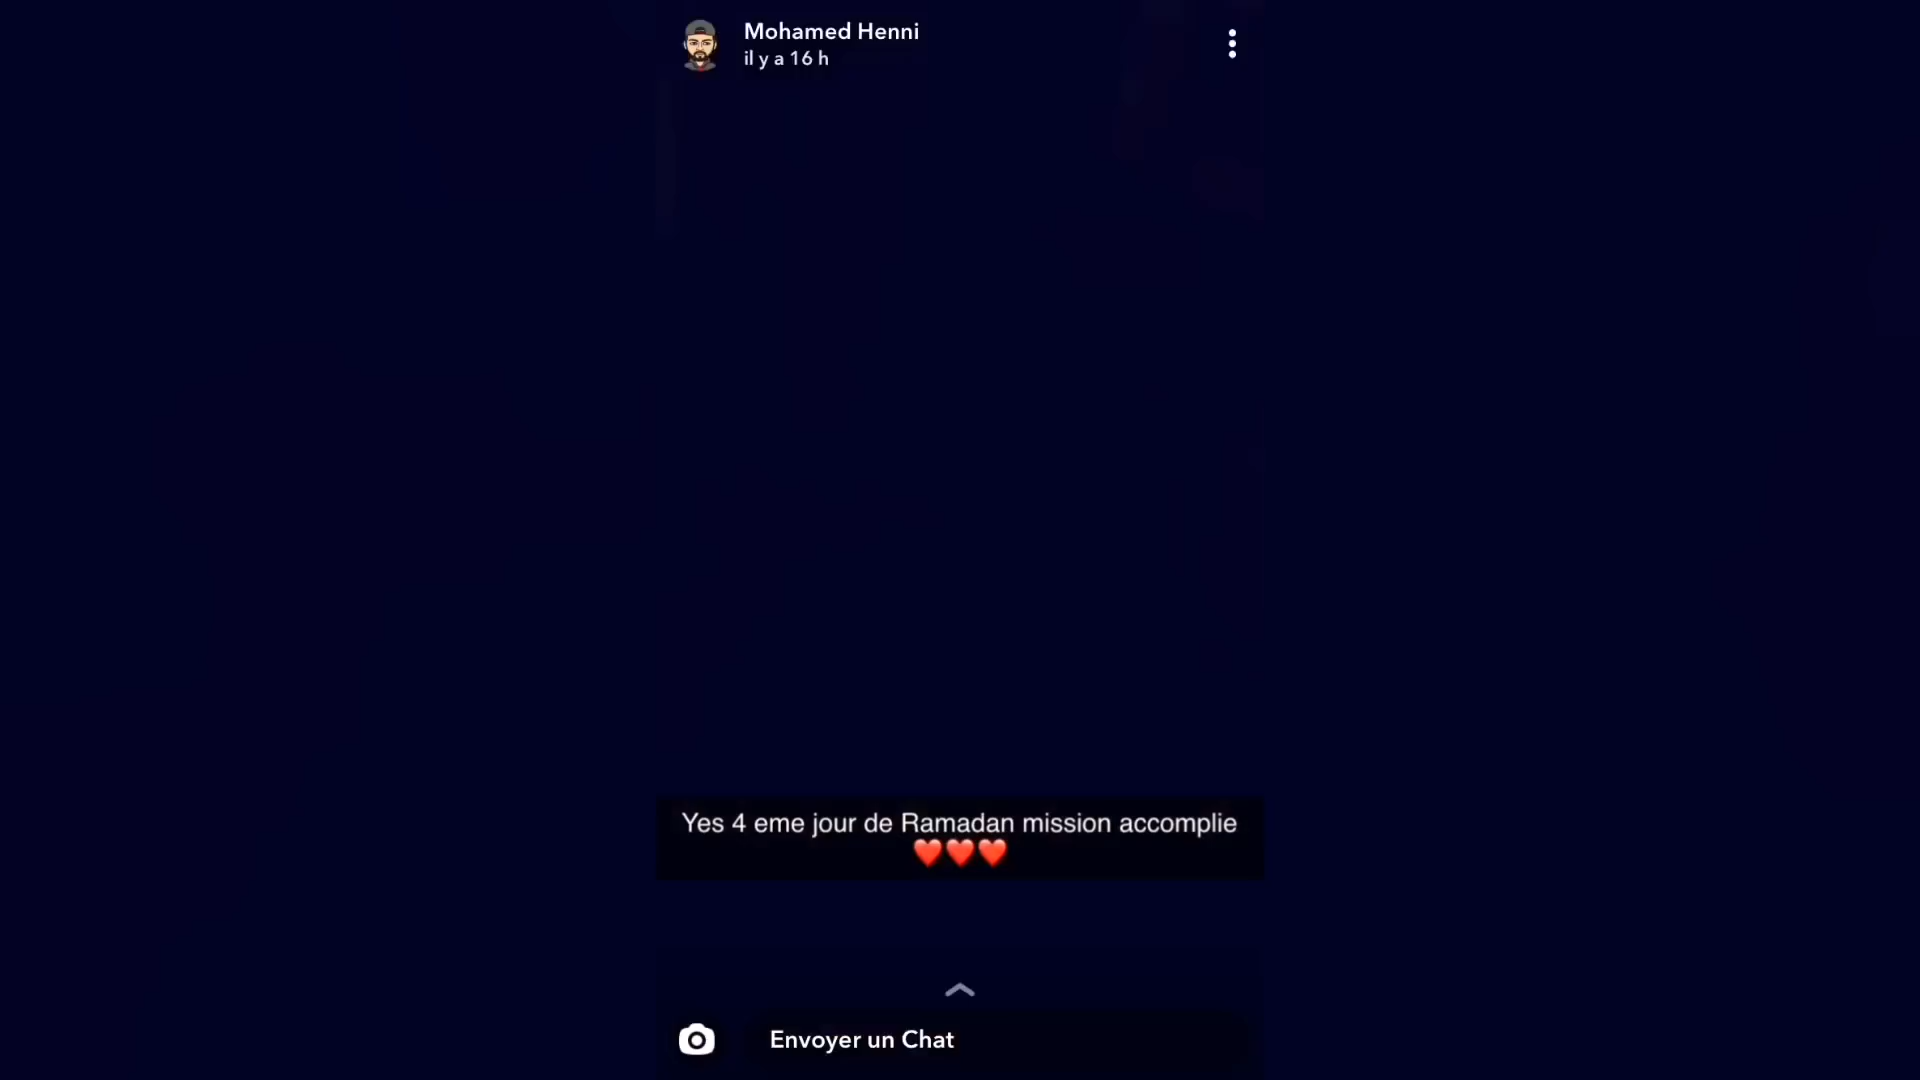 Mohamed Henni
il y a 16 h
Yes 4 eme jour de Ramadan mission accomplie
❤️❤️❤️
Envoyer un Chat